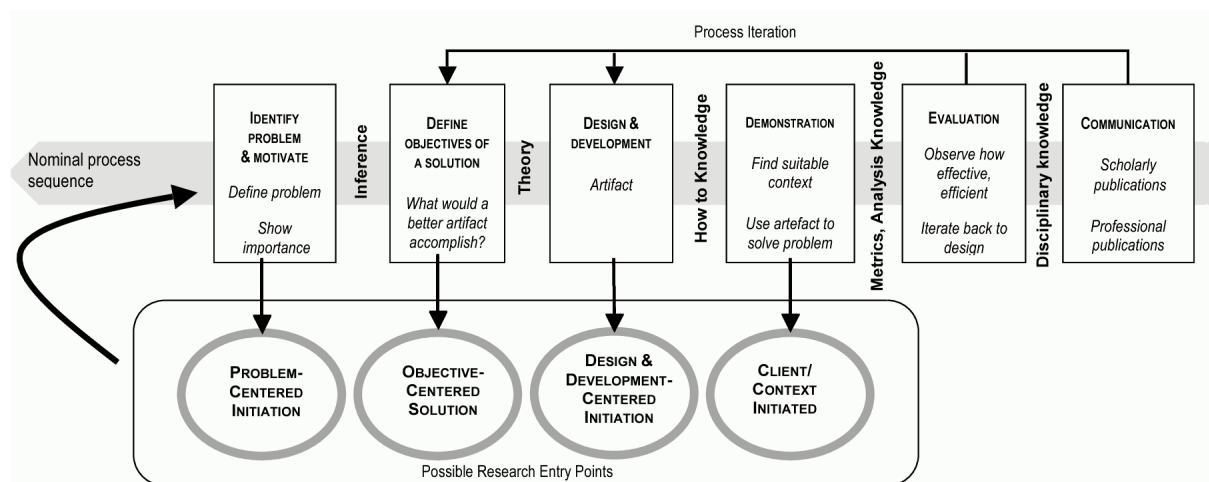 Process Iteration
Nominal process
sequence
IDENTIFY
PROBLEM
& MOTIVATE
Define problem
Show
importance
Inference
DEFINE
OBJECTIVES OF
A SOLUTION
What would a
better artifact
accomplish?
Theory
DESIGN &
DEVELOPMENT
Artifact
How to Knowledge
DEMONSTRATION
Find suitable
context
Use artefact to
solve problem
Metrics, Analysis Knowledge
EVALUATION
Observe how
effective,
efficient
Iterate back to
design
Disciplinary knowledge
COMMUNICATION
Scholarly
publications
Professional
publications
PROBLEM-
CENTERED
INITIATION
OBJECTIVE-
CENTERED
SOLUTION
DESIGN &
DEVELOPMENT-
CENTERED
INITIATION
CLIENT/
CONTEXT
INITIATED
Possible Research Entry Points